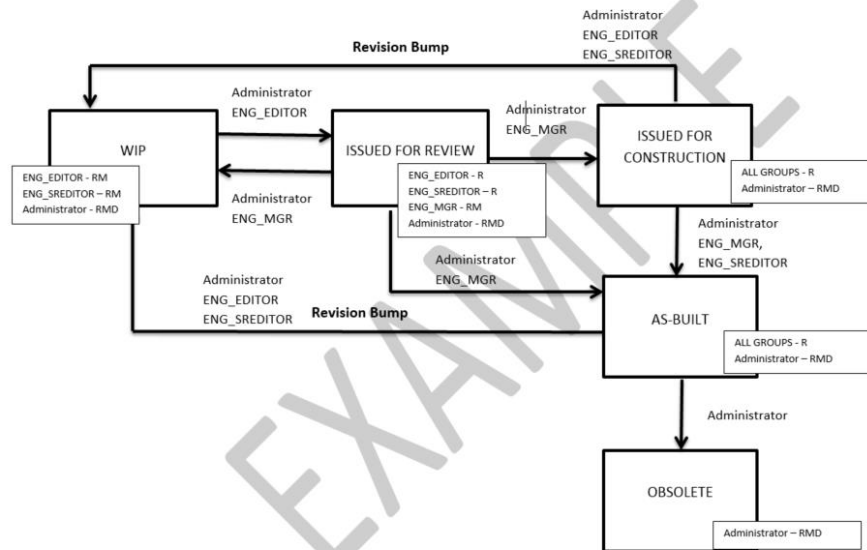 Administrator
ENG_EDITOR
ENG_SREDITOR
Revision Bump
Administrator
ENG_EDITOR
Administrator
ENG_MGR
WIP
ISSUED FOR REVIEW
ISSUED FOR
CONSTRUCTION
ENG_EDITOR - RM
ENG_SREDITOR – RM
Administrator - RMD
Administrator
ENG_MGR
ENG_EDITOR - R
ENG_SREDITOR – R
ENG_MGR - RM
Administrator - RMD
ALL GROUPS - R
Administrator – RMD
Administrator
ENG_MGR,
ENG_SREDITOR
Administrator
ENG_MGR
Administrator
ENG_EDITOR
ENG_SREDITOR
Revision Bump
AS-BUILT
ALL GROUPS - R
Administrator – RMD
Administrator
OBSOLETE
Administrator – RMD
EXAMPLE